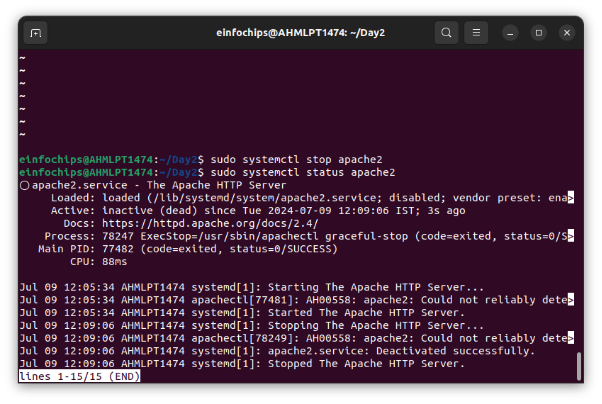 einfochips@AHMLPT1474: ~/Day2
~
~
~
~
~
~
~
einfochips@AHMLPT1474:~/Day2$ sudo systemctl stop apache2
einfochips@AHMLPT1474:~/Day2$ sudo systemctl status apache2
○ apache2.service - The Apache HTTP Server
Loaded: loaded (/lib/systemd/system/apache2.service; disabled; vendor preset: ena>
Active: inactive (dead) since Tue 2024-07-09 12:09:06 IST; 3s ago
Docs: https://httpd.apache.org/docs/2.4/
Process: 78247 ExecStop=/usr/sbin/apachectl graceful-stop (code=exited, status=0/S>
Main PID: 77482 (code=exited, status=0/SUCCESS)
CPU: 88ms
Jul 09 12:05:34 AHMLPT1474 systemd[1]: Starting The Apache HTTP Server...
Jul 09 12:05:34 AHMLPT1474 apachectl[77481]: AH00558: apache2: Could not reliably dete>
Jul 09 12:05:34 AHMLPT1474 systemd[1]: Started The Apache HTTP Server.
Jul 09 12:09:06 AHMLPT1474 systemd[1]: Stopping The Apache HTTP Server...
Jul 09 12:09:06 AHMLPT1474 apachectl[78249]: AH00558: apache2: Could not reliably dete>
Jul 09 12:09:06 AHMLPT1474 systemd[1]: apache2.service: Deactivated successfully.
Jul 09 12:09:06 AHMLPT1474 systemd[1]: Stopped The Apache HTTP Server.
lines 1-15/15 (END)